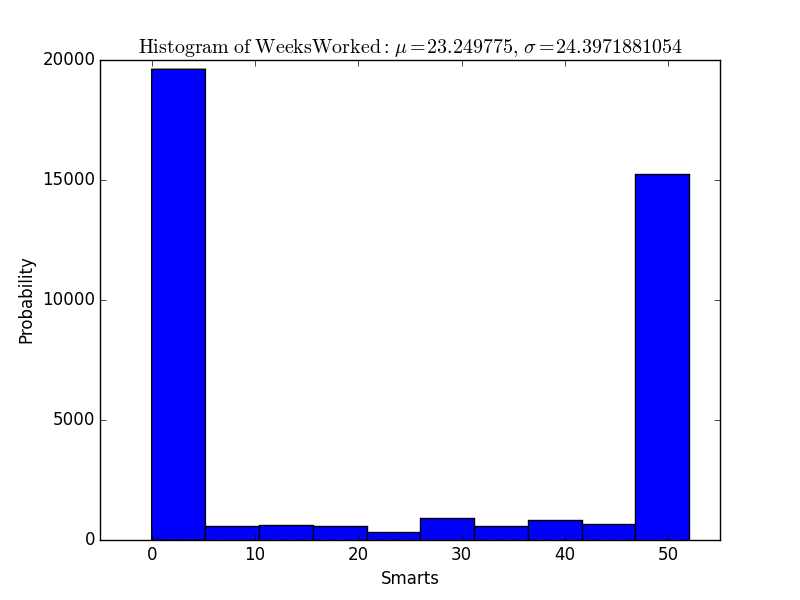 Histogram of WeeksWorked : μ = 23.249775, σ = 24.3971881054
20000
15000
10000
5000
0
Probability
0 10 20 30 40 50
Smarts